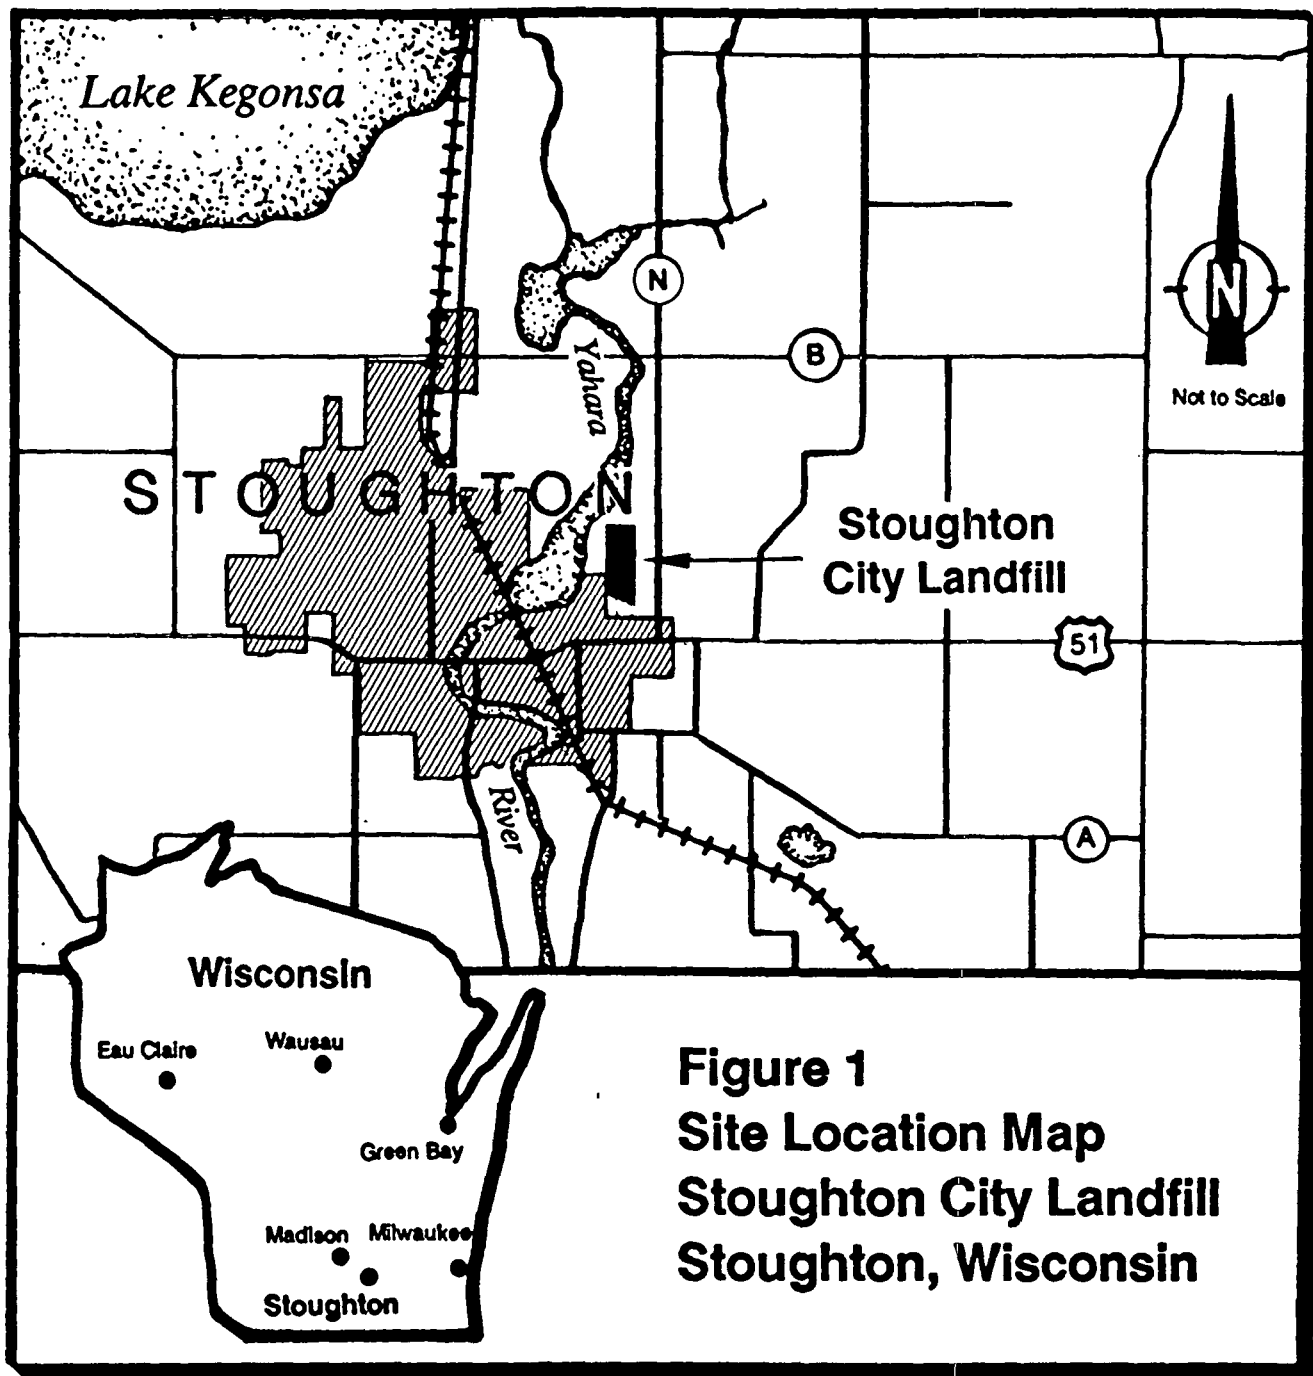 Lake Kegonsa
N
B
N
Not to Scale
Yahara
STOUGHTON
Stoughton
City Landfill
51
River
A
Wisconsin
Eau Claire
Wausau
Green Bay
Madison
Milwaukee
Stoughton
Figure 1
Site Location Map
Stoughton City Landfill
Stoughton, Wisconsin